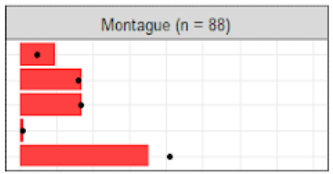 Montague (n = 88)